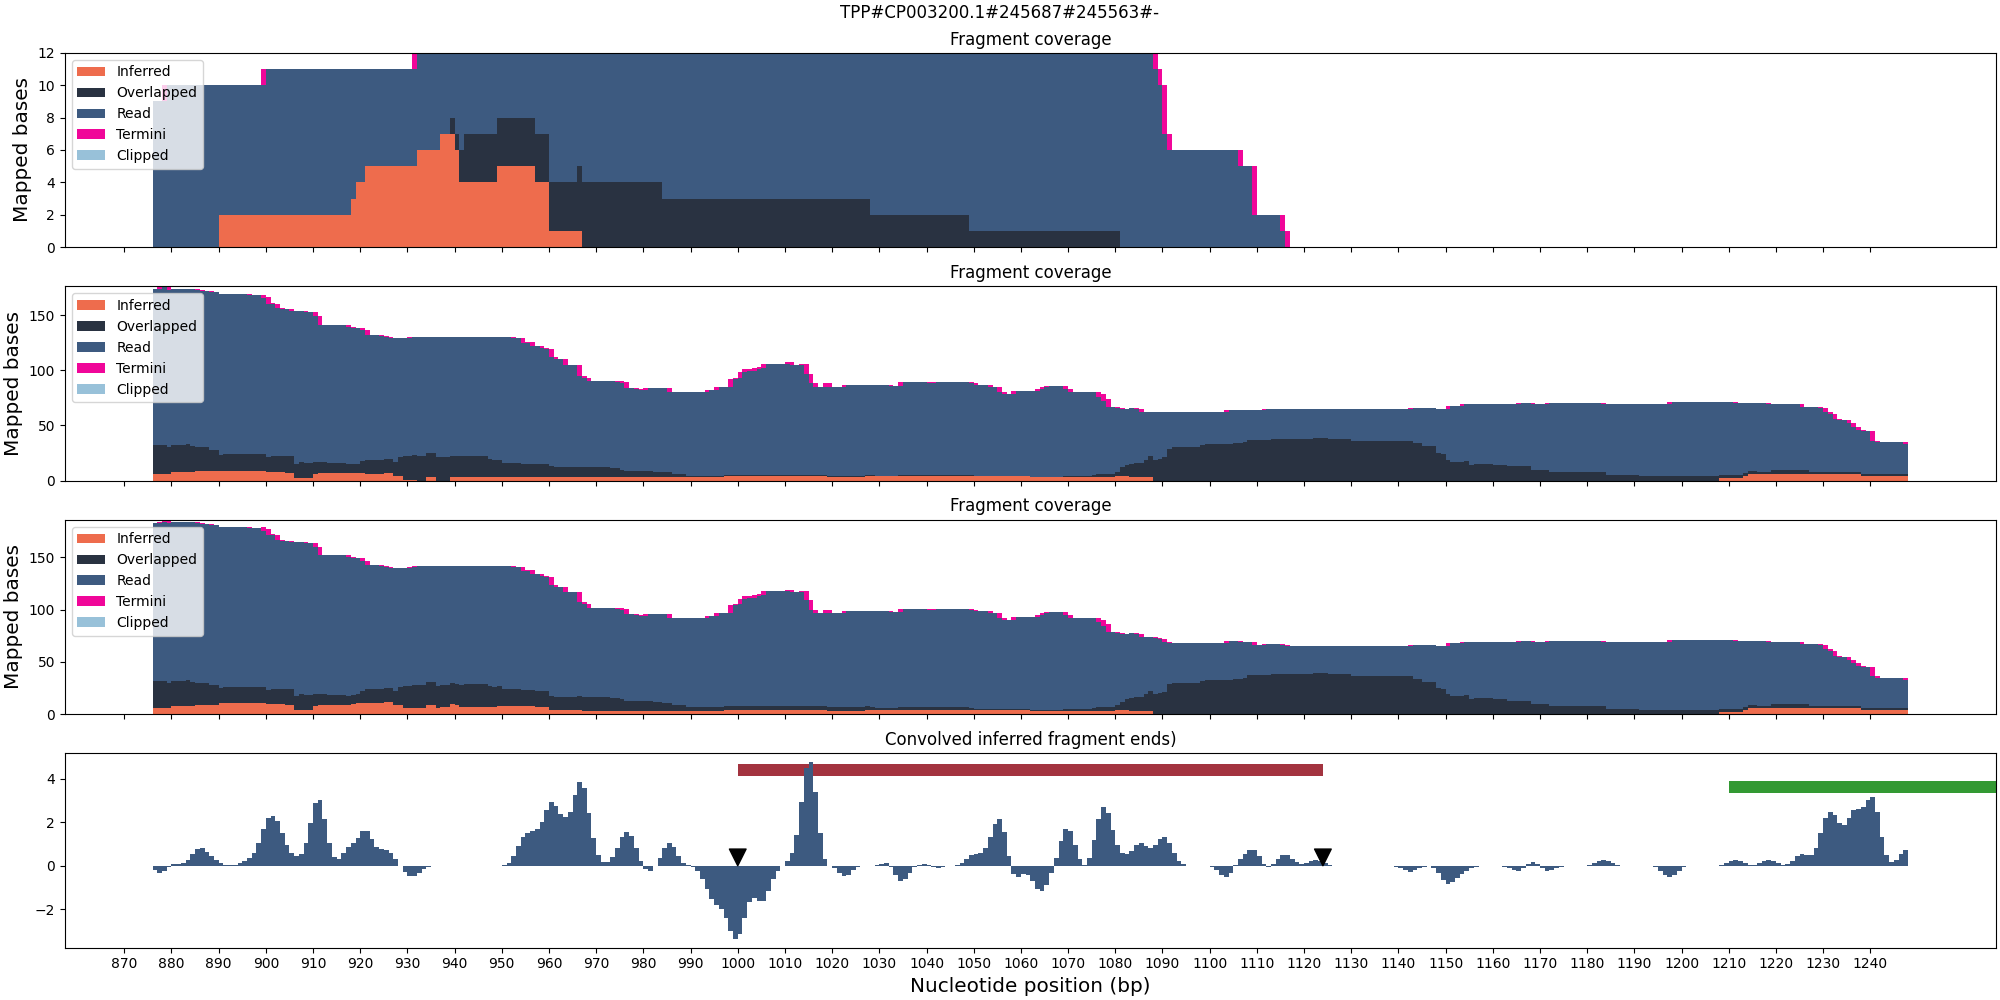 TPP#CP003200.1#245687#245563#-
Fragment coverage
Mapped bases
12
10
8
6
4
2
0
Inferred
Overlapped
Read
Termini
Clipped
Fragment coverage
Mapped bases
150
100
50
0
Inferred
Overlapped
Read
Termini
Clipped
Fragment coverage
Mapped bases
150
100
50
0
Inferred
Overlapped
Read
Termini
Clipped
Convolved inferred fragment ends)
4
2
0
−2
870 880 890 900 910 920 930 940 950 960 970 980 990 1000 1010 1020 1030 1040 1050 1060 1070 1080 1090 1100 1110 1120 1130 1140 1150 1160 1170 1180 1190 1200 1210 1220 1230 1240
Nucleotide position (bp)